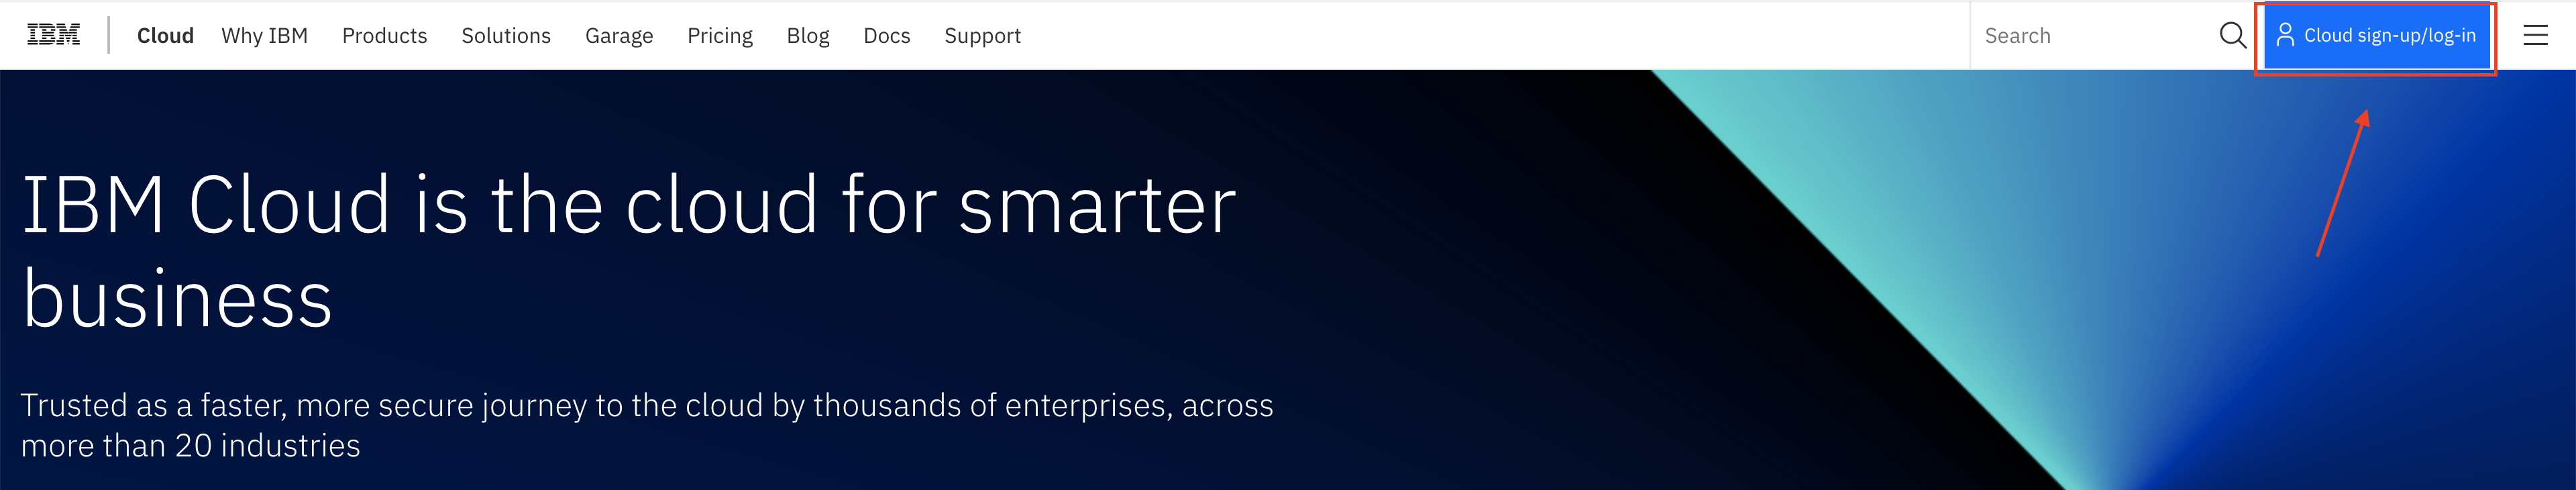 IBM Cloud Why IBM Products Solutions Garage Pricing Blog Docs Support Search Cloud sign-up/log-in
IBM Cloud is the cloud for smarter
business
Trusted as a faster, more secure journey to the cloud by thousands of enterprises, across
more than 20 industries